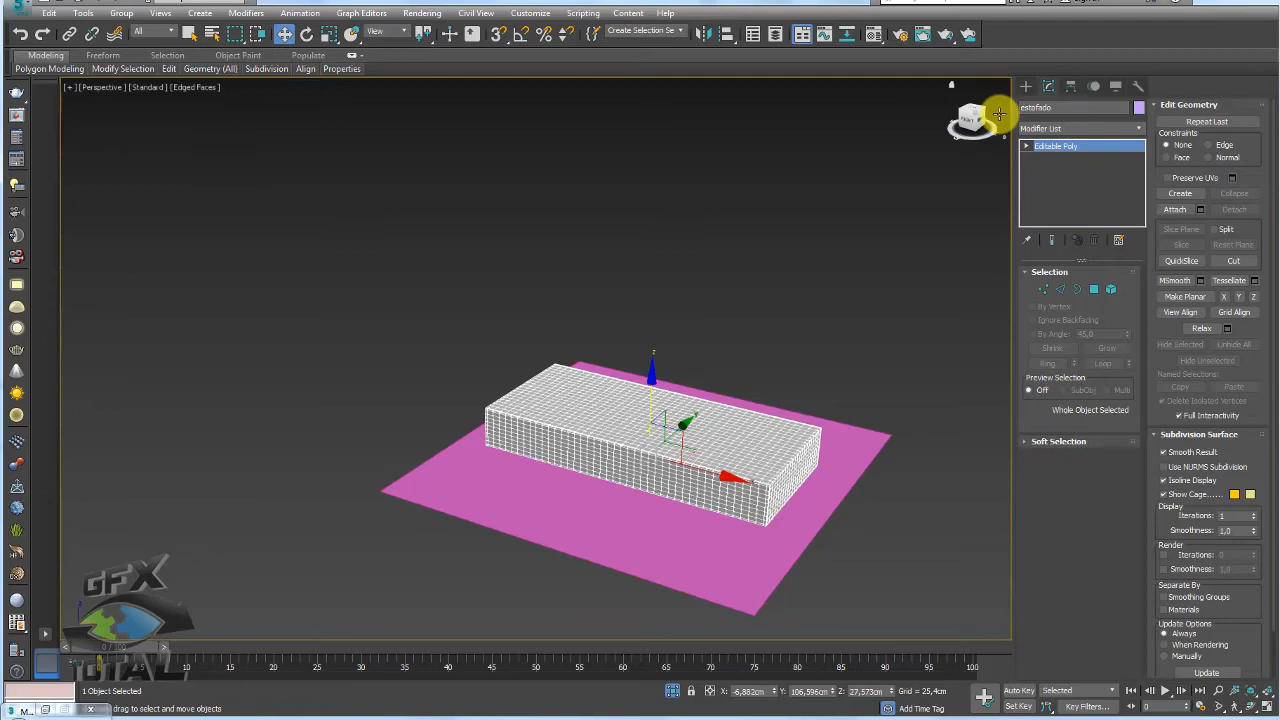 Edit Tools Group Views Create Modifiers Animation Graph Editors Rendering Civil View Customize Scripting Content Help
All View Create Selection Se
Modeling Freeform Selection Object Paint Populate
Polygon Modeling Modify Selection Edit Geometry (All) Subdivision Align Properties
[+] [Perspective] [Standard] [Edged Faces]
estofado
Modifier List
Editable Poly
Selection
By Vertex
Ignore Backfacing
By Angle: 45,0
Shrink Grow
Ring Loop
Preview Selection
Off SubObj Multi
Whole Object Selected
Soft Selection
Edit Geometry
Repeat Last
Constraints
None Edge
Face Normal
Preserve UVs
Create Collapse
Attach Detach
Slice Plane Split
Slice Reset Plane
QuickSlice Cut
MSmooth Tessellate
Make Planar X Y Z
View Align Grid Align
Relax
Hide Selected Unhide All
Hide Unselected
Named Selections:
Copy Paste
Delete Isolated Vertices
Full Interactivity
Subdivision Surface
Smooth Result
Use NURMS Subdivision
Isoline Display
Show Cage......
Display
Iterations: 1
Smoothness: 1,0
Render
Iterations: 0
Smoothness: 1,0
Separate By
Smoothing Groups
Materials
Update Options
Always
When Rendering
Manually
Update
z
GFX
TOTAL
0 / 100
15 20 25 30 35 40 45 50 55 60 65 70 75 80 85 90 95 100
1 Object Selected
X: -6,882cm Y: 106,596cm Z: 27,573cm Grid = 25,4cm
drag to select and move objects
Add Time Tag
Auto Key Selected
Set Key Key Filters...
0
M...